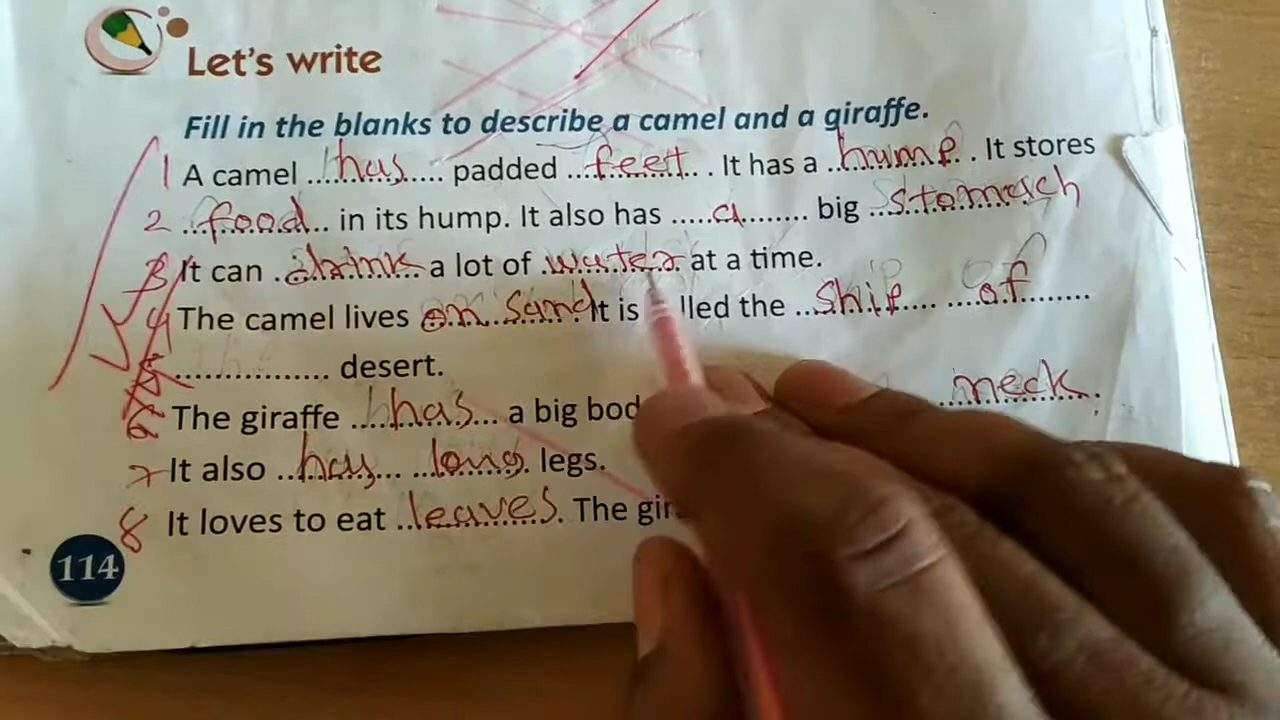 Let's write
Fill in the blanks to describe a camel and a giraffe.
1 A camel ...has... padded ...feet... . It has a ...hump... . It stores
2 ...food... in its hump. It also has ...a... big ...stomach
3 It can ...drink... a lot of ...water... at a time.
4 The camel lives on sand It is lled the ...ship... ...of...
............... desert.
6 The giraffe ...has... a big bod neck.
7 It also ...has... ...long... legs.
8 It loves to eat ...leaves... . The gir
114